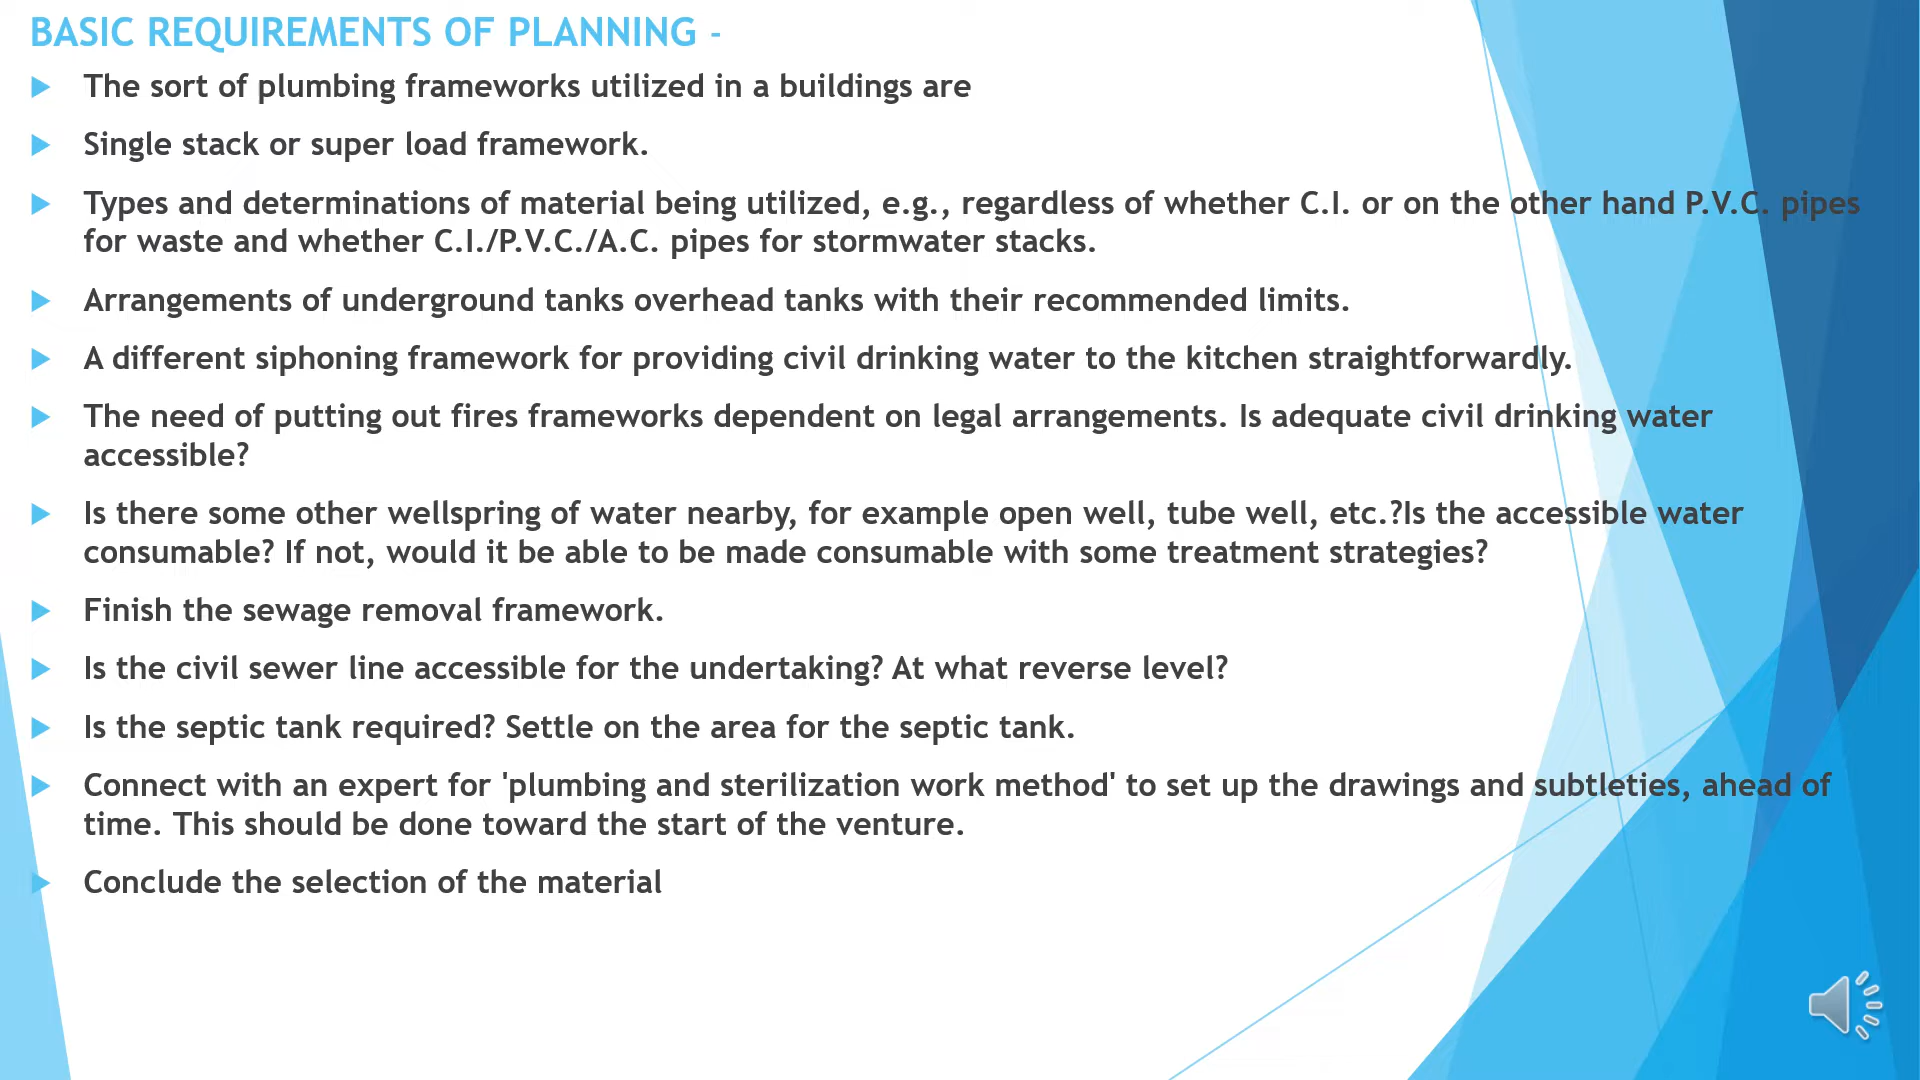 BASIC REQUIREMENTS OF PLANNING -
The sort of plumbing frameworks utilized in a buildings are
Single stack or super load framework.
Types and determinations of material being utilized, e.g., regardless of whether C.I. or on the other hand P.V.C. pipes
for waste and whether C.I./P.V.C./A.C. pipes for stormwater stacks.
Arrangements of underground tanks overhead tanks with their recommended limits.
A different siphoning framework for providing civil drinking water to the kitchen straightforwardly.
The need of putting out fires frameworks dependent on legal arrangements. Is adequate civil drinking water
accessible?
Is there some other wellspring of water nearby, for example open well, tube well, etc.?Is the accessible water
consumable? If not, would it be able to be made consumable with some treatment strategies?
Finish the sewage removal framework.
Is the civil sewer line accessible for the undertaking? At what reverse level?
Is the septic tank required? Settle on the area for the septic tank.
Connect with an expert for 'plumbing and sterilization work method' to set up the drawings and subtleties, ahead of
time. This should be done toward the start of the venture.
Conclude the selection of the material